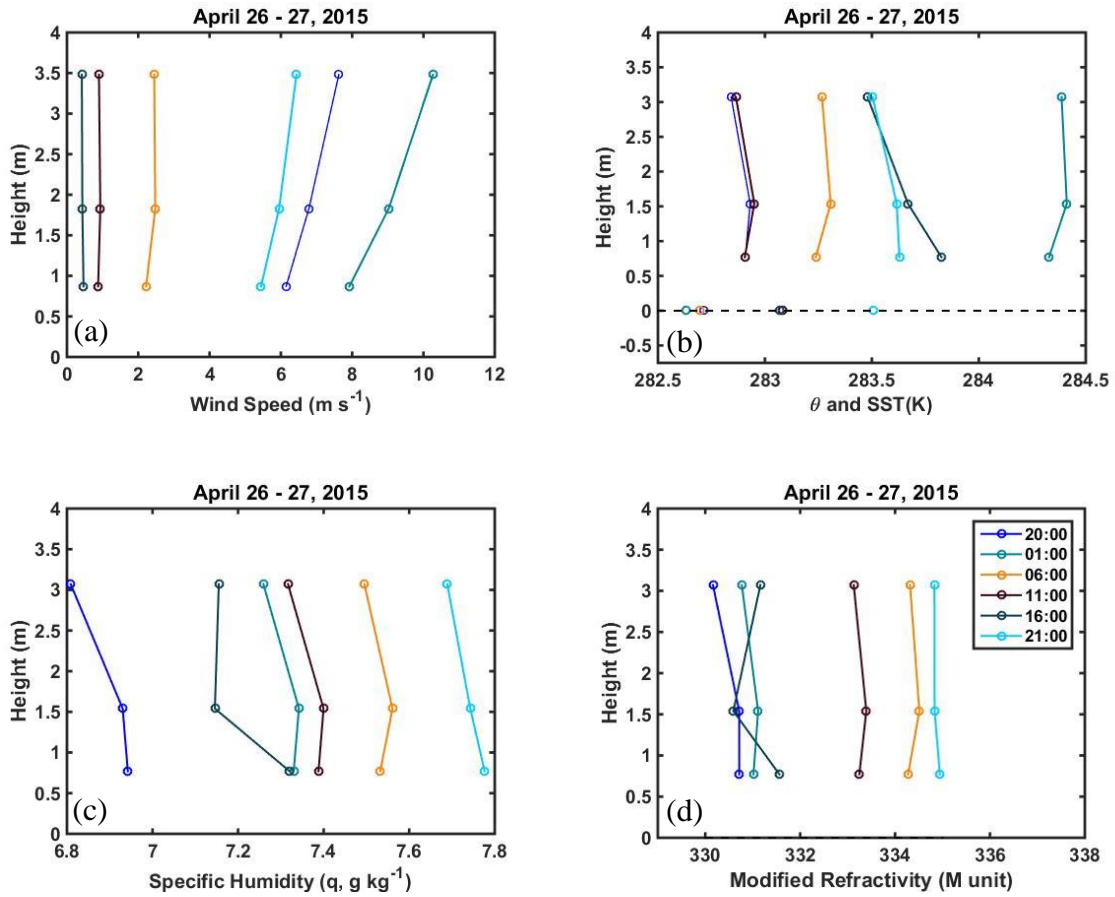 April 26 - 27, 2015
4
3.5
3
2.5
2
1.5
1
0.5
0
Height (m)
(a)
0 2 4 6 8 10 12
Wind Speed (m s-1)
April 26 - 27, 2015
4
3.5
3
2.5
2
1.5
1
0.5
0
-0.5
Height (m)
(b)
282.5 283 283.5 284 284.5
θ and SST(K)
April 26 - 27, 2015
4
3.5
3
2.5
2
1.5
1
0.5
0
Height (m)
(c)
6.8 7 7.2 7.4 7.6 7.8
Specific Humidity (q, g kg-1)
April 26 - 27, 2015
4
3.5
3
2.5
2
1.5
1
0.5
0
Height (m)
20:00
01:00
06:00
11:00
16:00
21:00
(d)
330 332 334 336 338
Modified Refractivity (M unit)